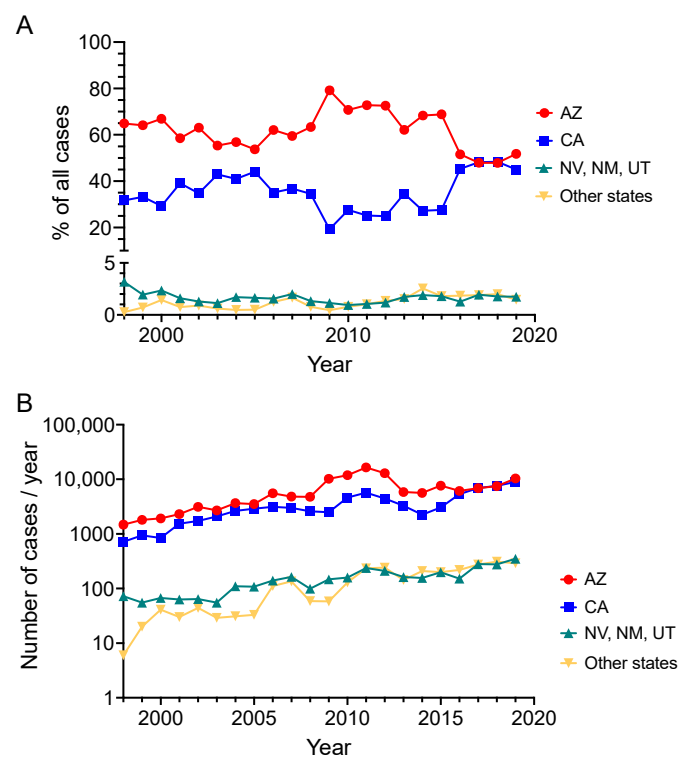 A
100
80
60
40
20
5
0
% of all cases
2000
2010
2020
Year
AZ
CA
NV, NM, UT
Other states
B
100,000
10,000
1000
100
10
1
Number of cases / year
2000
2005
2010
2015
2020
Year
AZ
CA
NV, NM, UT
Other states